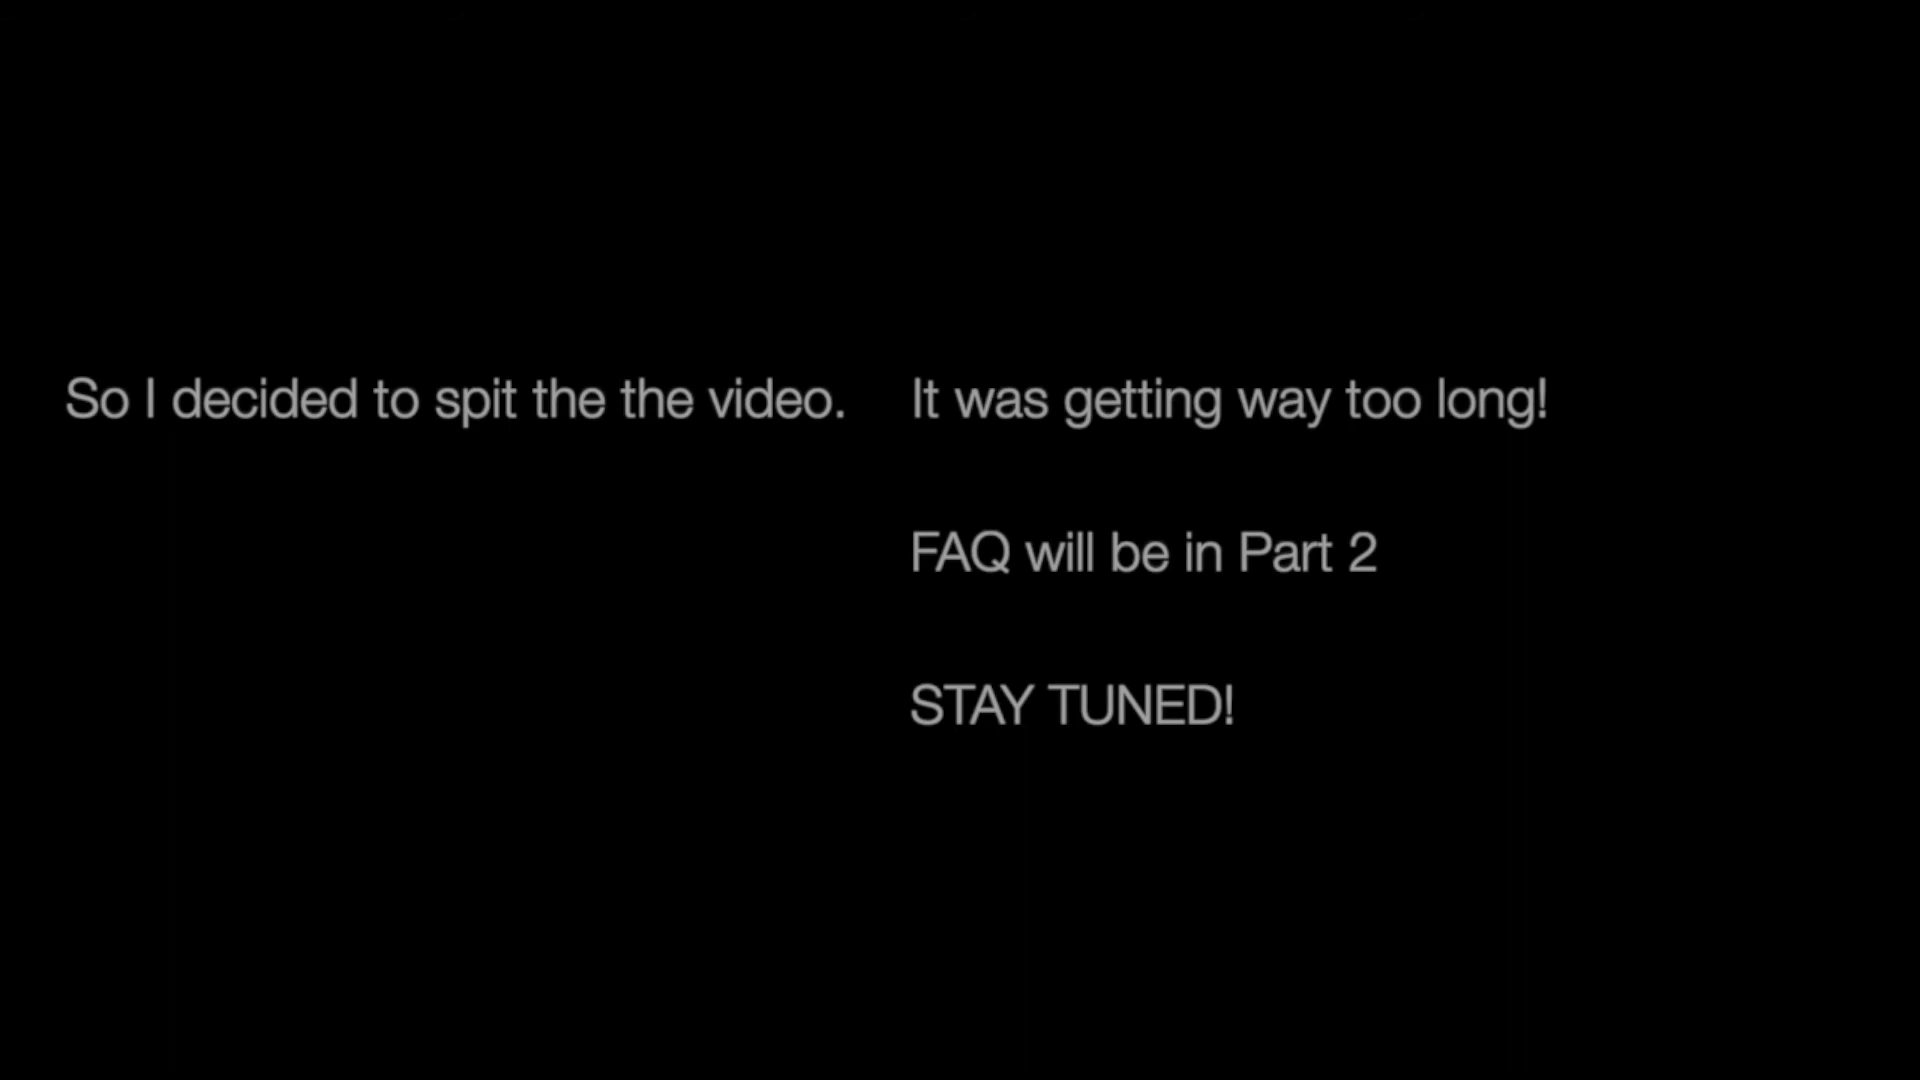 So I decided to spit the the video. It was getting way too long!
FAQ will be in Part 2
STAY TUNED!